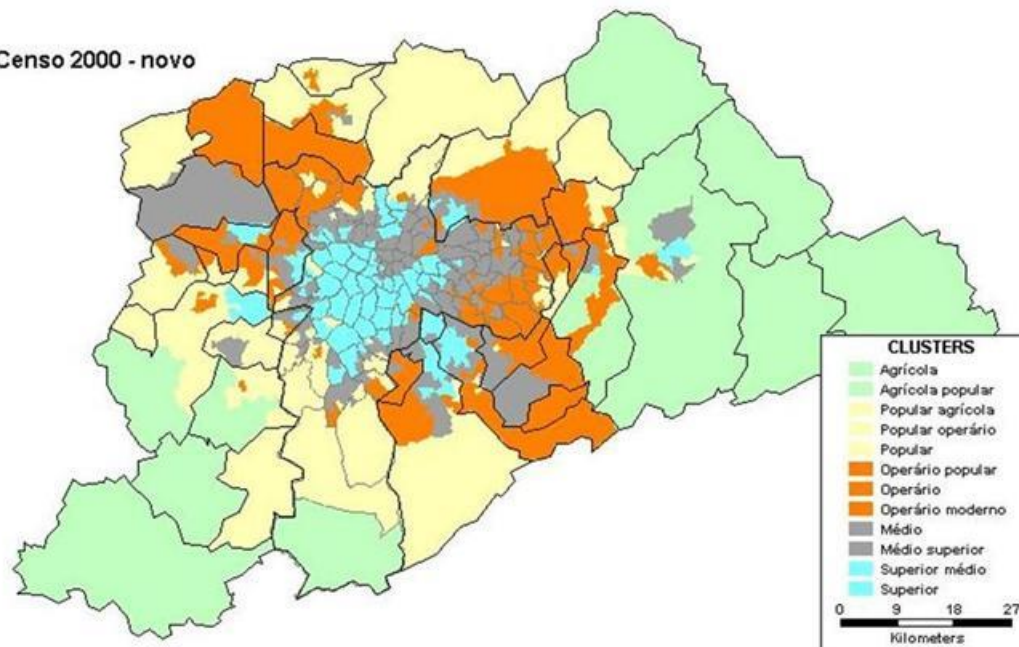 Censo 2000 - novo
CLUSTERS
Agrícola
Agrícola popular
Popular agrícola
Popular operário
Popular
Operário popular
Operário
Operário moderno
Médio
Médio superior
Superior médio
Superior
0 9 18 27
Kilometers